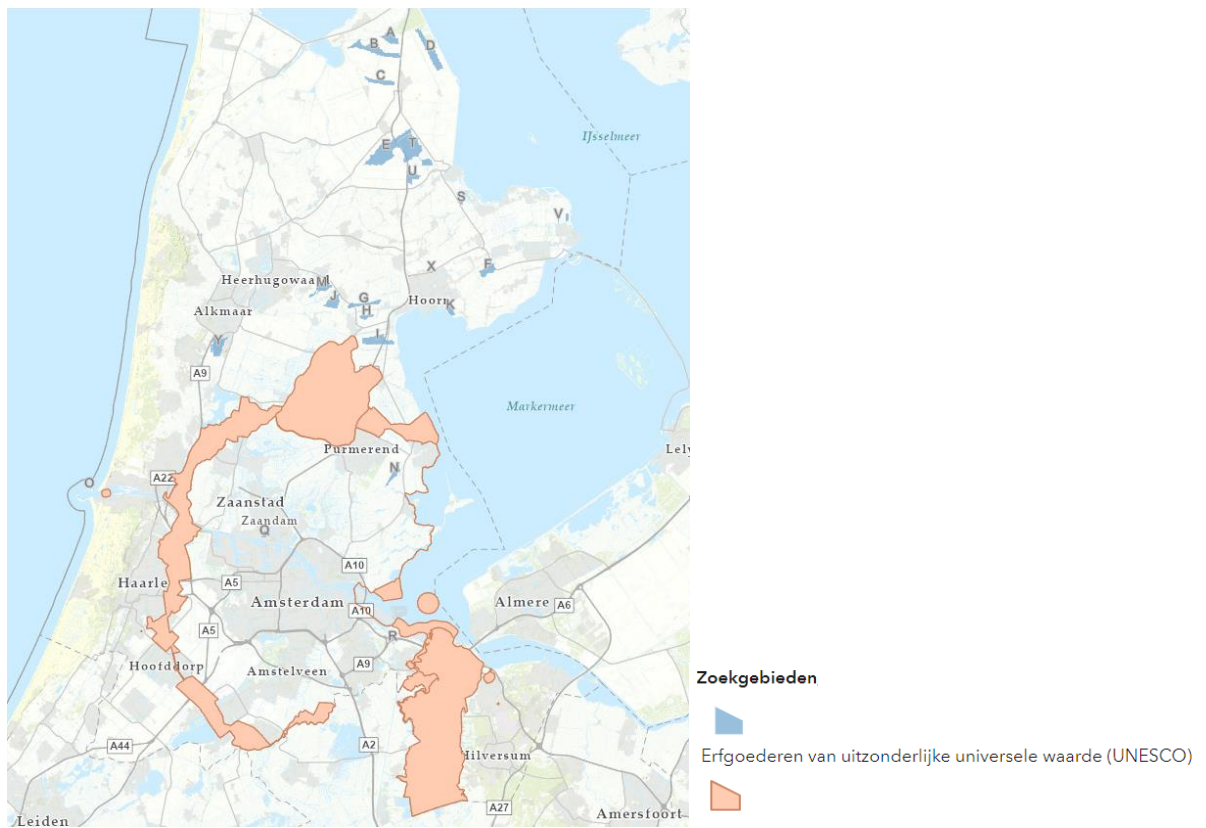 A
B
D
C
IJsselmeer
E
T
U
S
V
X
F
Heerhugowaard
M
J
G
H
Hoorn
K
Alkmaar
I
Y
A9
Markermeer
Purmerend
Lely
N
A22
O
Zaanstad
Zaandam
Q
A10
Haarle
A5
Amsterdam
A10
Almere
A6
A5
R
Hoofddorp
A9
Amstelveen
Zoekgebieden
A44
A2
Hilversum
Erfgoederen van uitzonderlijke universele waarde (UNESCO)
A27
Leiden
Amersfoort